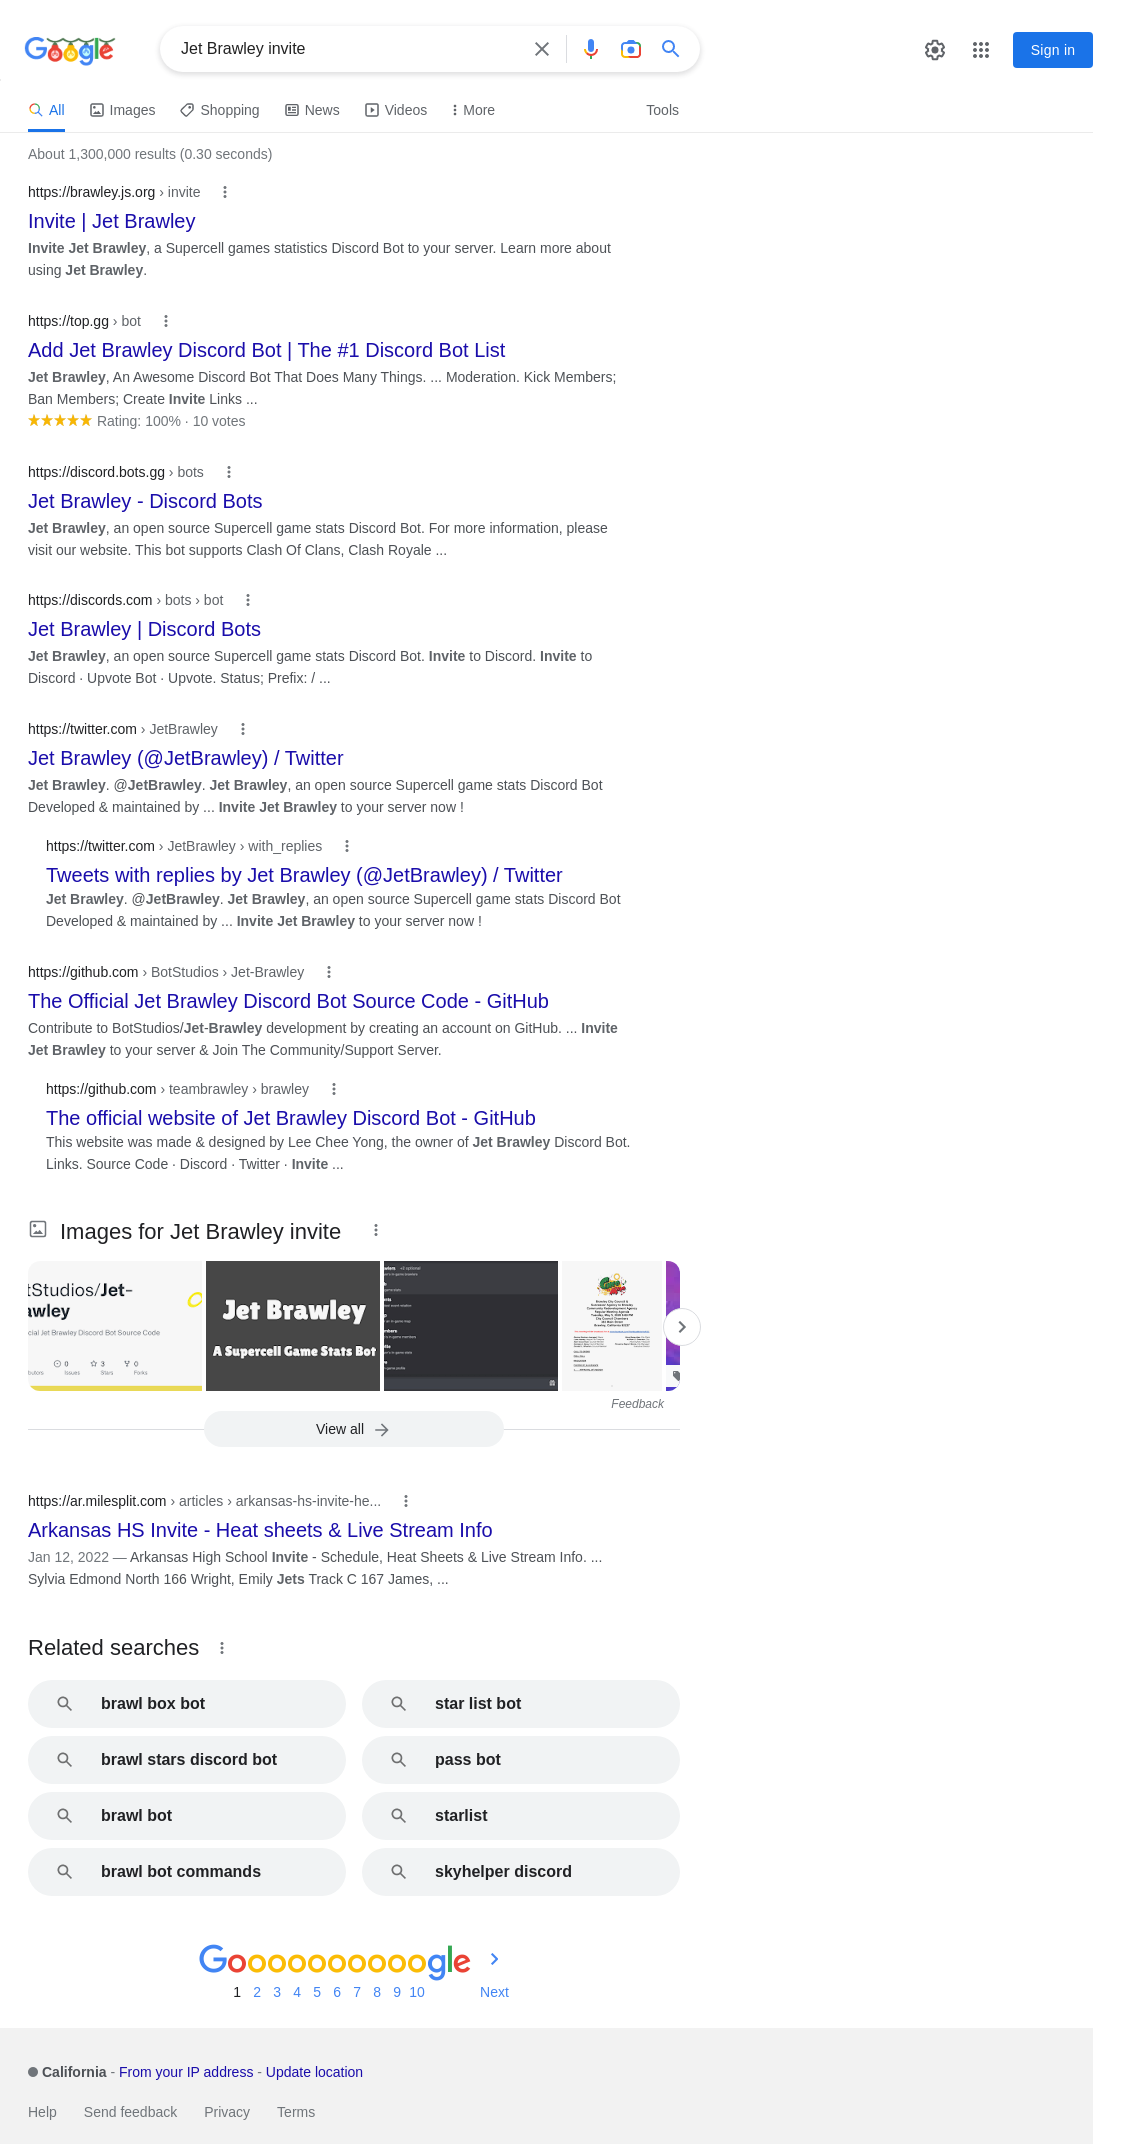 Google
Jet Brawley invite
Sign in
All
Images
Shopping
News
Videos
More
Tools
About 1,300,000 results (0.30 seconds)
https://brawley.js.org › invite
Invite | Jet Brawley
Invite Jet Brawley, a Supercell games statistics Discord Bot to your server. Learn more about
using Jet Brawley.
https://top.gg › bot
Add Jet Brawley Discord Bot | The #1 Discord Bot List
Jet Brawley, An Awesome Discord Bot That Does Many Things. ... Moderation. Kick Members;
Ban Members; Create Invite Links ...
Rating: 100% · 10 votes
https://discord.bots.gg › bots
Jet Brawley - Discord Bots
Jet Brawley, an open source Supercell game stats Discord Bot. For more information, please
visit our website. This bot supports Clash Of Clans, Clash Royale ...
https://discords.com › bots › bot
Jet Brawley | Discord Bots
Jet Brawley, an open source Supercell game stats Discord Bot. Invite to Discord. Invite to
Discord · Upvote Bot · Upvote. Status; Prefix: / ...
https://twitter.com › JetBrawley
Jet Brawley (@JetBrawley) / Twitter
Jet Brawley. @JetBrawley. Jet Brawley, an open source Supercell game stats Discord Bot
Developed & maintained by ... Invite Jet Brawley to your server now !
https://twitter.com › JetBrawley › with_replies
Tweets with replies by Jet Brawley (@JetBrawley) / Twitter
Jet Brawley. @JetBrawley. Jet Brawley, an open source Supercell game stats Discord Bot
Developed & maintained by ... Invite Jet Brawley to your server now !
https://github.com › BotStudios › Jet-Brawley
The Official Jet Brawley Discord Bot Source Code - GitHub
Contribute to BotStudios/Jet-Brawley development by creating an account on GitHub. ... Invite
Jet Brawley to your server & Join The Community/Support Server.
https://github.com › teambrawley › brawley
The official website of Jet Brawley Discord Bot - GitHub
This website was made & designed by Lee Chee Yong, the owner of Jet Brawley Discord Bot.
Links. Source Code · Discord · Twitter · Invite ...
Images for Jet Brawley invite
tStudios/Jet-
awley
cial Jet Brawley Discord Bot Source Code
0
3
0
Issues
Stars
Forks
Jet Brawley
A Supercell Game Stats Bot
Feedback
View all
https://ar.milesplit.com › articles › arkansas-hs-invite-he...
Arkansas HS Invite - Heat sheets & Live Stream Info
Jan 12, 2022 — Arkansas High School Invite - Schedule, Heat Sheets & Live Stream Info. ...
Sylvia Edmond North 166 Wright, Emily Jets Track C 167 James, ...
Related searches
brawl box bot
star list bot
brawl stars discord bot
pass bot
brawl bot
starlist
brawl bot commands
skyhelper discord
Goooooooooogle
1 2 3 4 5 6 7 8 9 10 Next
California - From your IP address - Update location
Help
Send feedback
Privacy
Terms